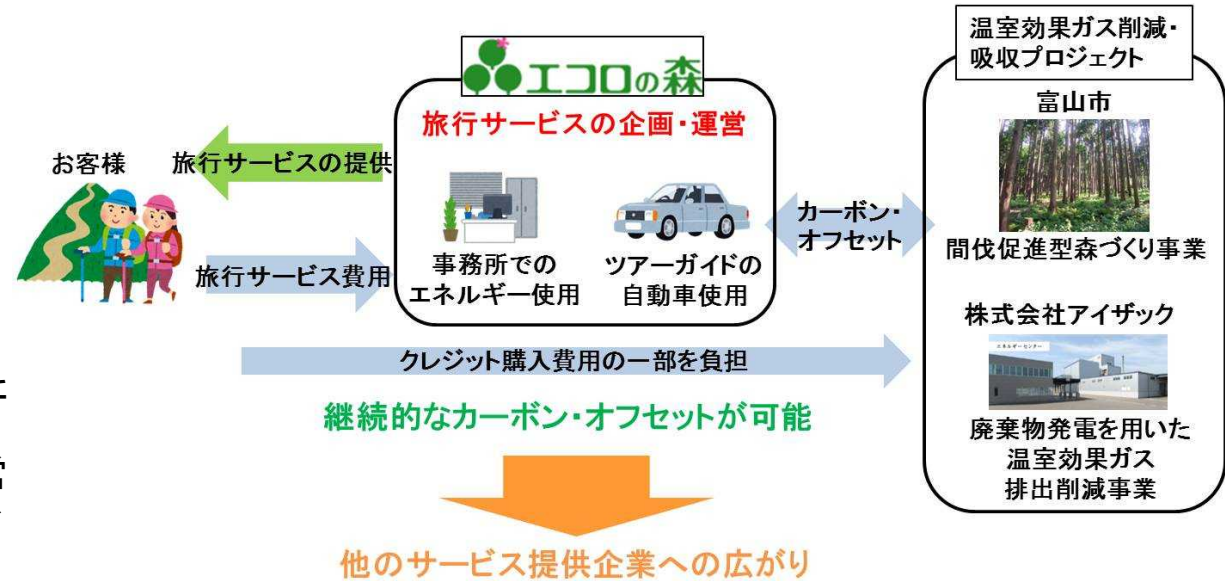 エコロの森
旅行サービスの企画・運営
お客様
旅行サービスの提供
旅行サービス費用
事務所での
エネルギー使用
ツアーガイドの
自動車使用
カーボン・
オフセット
温室効果ガス削減・
吸収プロジェクト
富山市
間伐促進型森づくり事業
株式会社アイザック
エネルギーセンター
廃棄物発電を用いた
温室効果ガス
排出削減事業
クレジット購入費用の一部を負担
継続的なカーボン・オフセットが可能
他のサービス提供企業への広がり